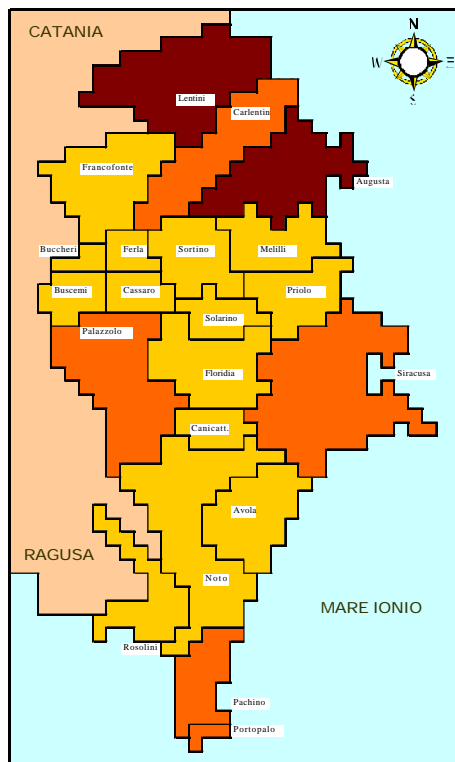 CATANIA
N
W
E
S
Lentini
Carlentin
Francofonte
Augusta
Buccheri
Ferla
Sortino
Melilli
Buscemi
Cassaro
Priolo
Solarino
Palazzolo
Floridia
Siracusa
Canicatt.
Avola
RAGUSA
Noto
MARE IONIO
Rosolini
Pachino
Portopalo